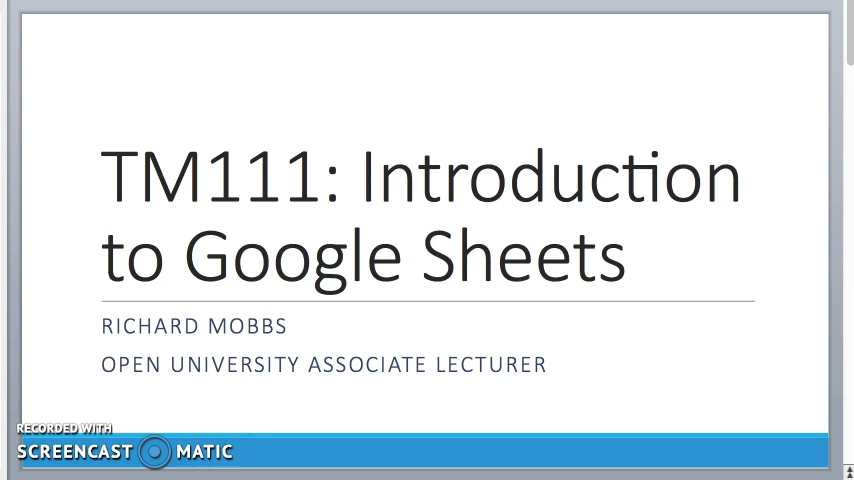 TM111: Introduction
to Google Sheets
RICHARD MOBBS
OPEN UNIVERSITY ASSOCIATE LECTURER
RECORDED WITH
SCREENCAST MATIC